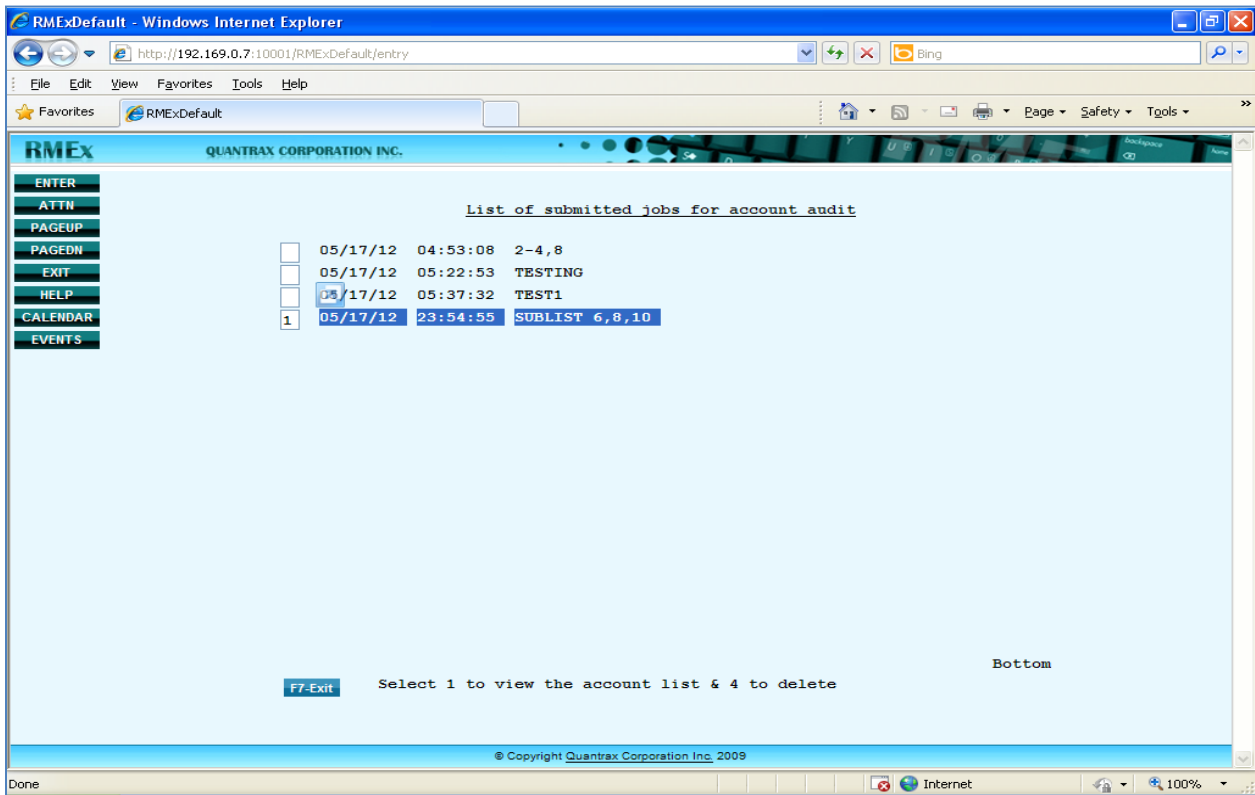 RMExDefault - Windows Internet Explorer
http://192.169.0.7:10001/RMExDefault/entry
Bing
File Edit View Favorites Tools Help
Favorites RMExDefault Page Safety Tools »
RMEx QUANTRAX CORPORATION INC.
backspace
home
ENTER
ATTN
PAGEUP
PAGEDN
EXIT
HELP
CALENDAR
EVENTS
List of submitted jobs for account audit
05/17/12 04:53:08 2-4,8
05/17/12 05:22:53 TESTING
05/17/12 05:37:32 TEST1
1 05/17/12 23:54:55 SUBLIST 6,8,10
Bottom
F7-Exit Select 1 to view the account list & 4 to delete
© Copyright Quantrax Corporation Inc. 2009
Done Internet 100%